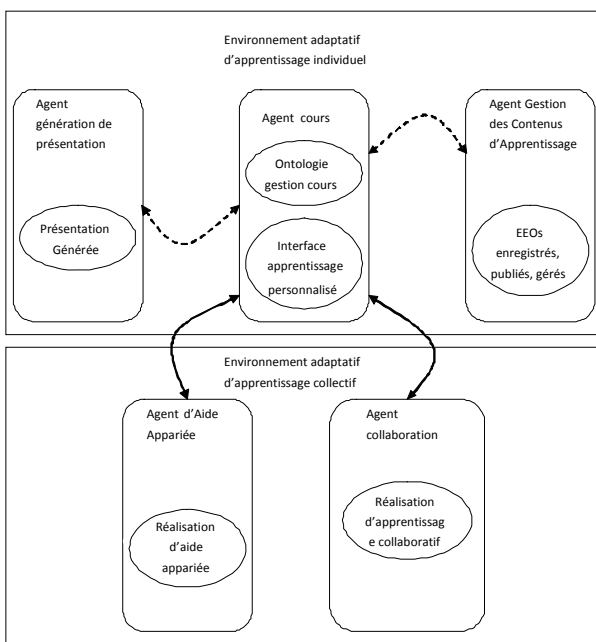 Environnement adaptatif
d'apprentissage individuel
Agent
génération de
présentation
Présentation
Générée
Agent cours
Ontologie
gestion cours
Interface
apprentissage
personnalisé
Agent Gestion
des Contenus
d'Apprentissage
EEOs
enregistrés,
publiés, gérés
Environnement adaptatif
d'apprentissage collectif
Agent d'Aide
Appariée
Réalisation
d'aide
appariée
Agent
collaboration
Réalisation
d'apprentissag
e collaboratif